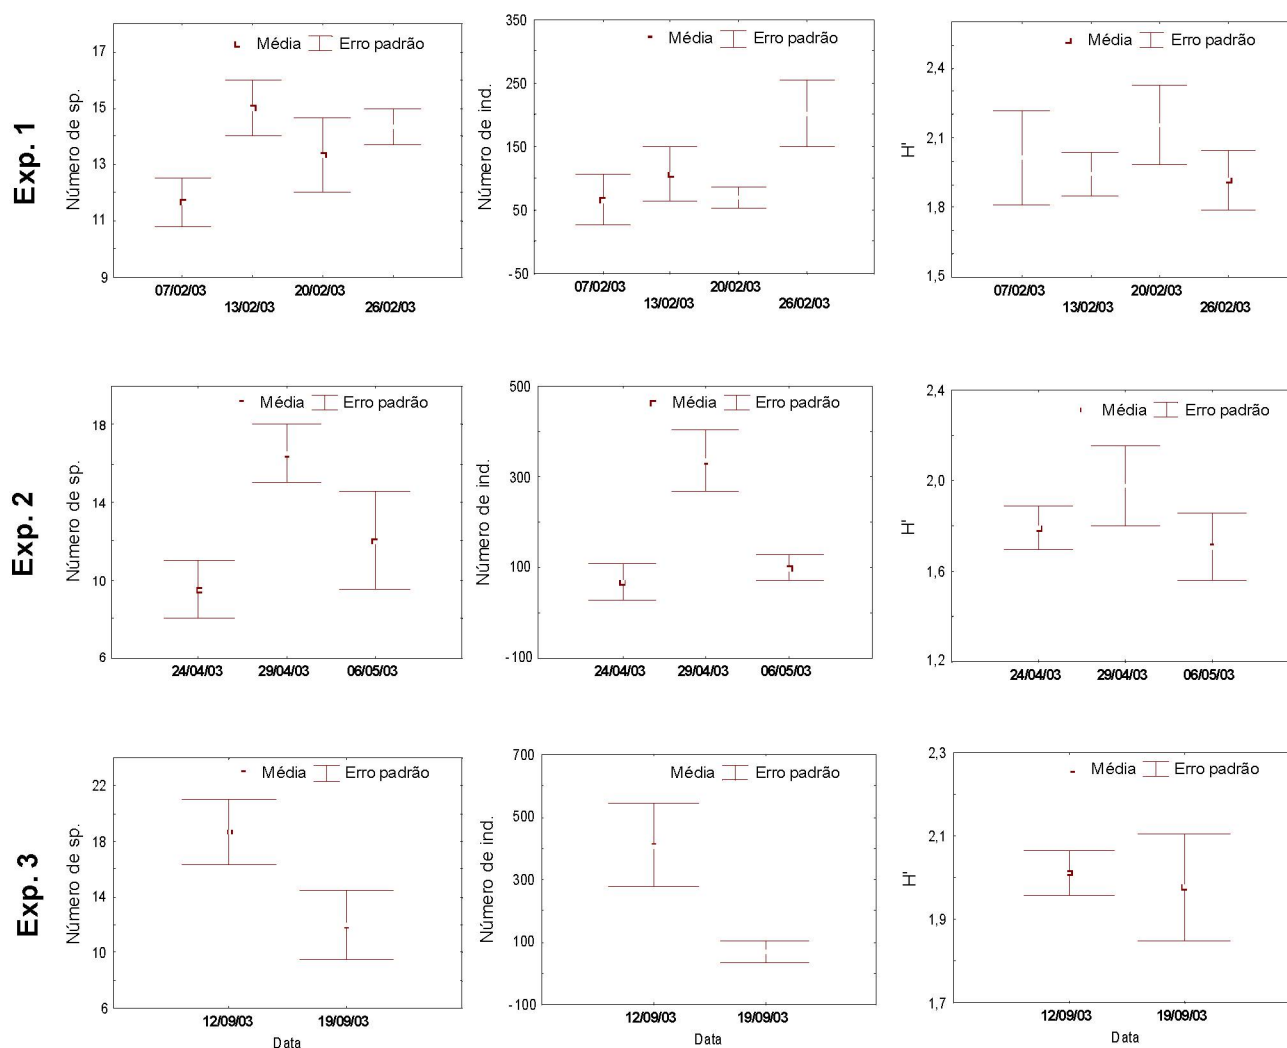 Exp. 1
Número de sp.
17
15
13
11
9
Média Erro padrão
07/02/03
13/02/03
20/02/03
26/02/03
Número de ind.
350
250
150
50
-50
Média Erro padrão
07/02/03
13/02/03
20/02/03
26/02/03
H'
2,4
2,1
1,8
1,5
Média Erro padrão
07/02/03
13/02/03
20/02/03
26/02/03
Exp. 2
Número de sp.
18
14
10
6
Média Erro padrão
24/04/03
29/04/03
06/05/03
Número de ind.
500
300
100
-100
Média Erro padrão
24/04/03
29/04/03
06/05/03
H'
2,4
2,0
1,6
1,2
Média Erro padrão
24/04/03
29/04/03
06/05/03
Exp. 3
Número de sp.
22
18
14
10
6
Média Erro padrão
12/09/03
19/09/03
Data
Número de ind.
700
500
300
100
-100
Média Erro padrão
12/09/03
19/09/03
Data
H'
2,3
2,1
1,9
1,7
Média Erro padrão
12/09/03
19/09/03
Data